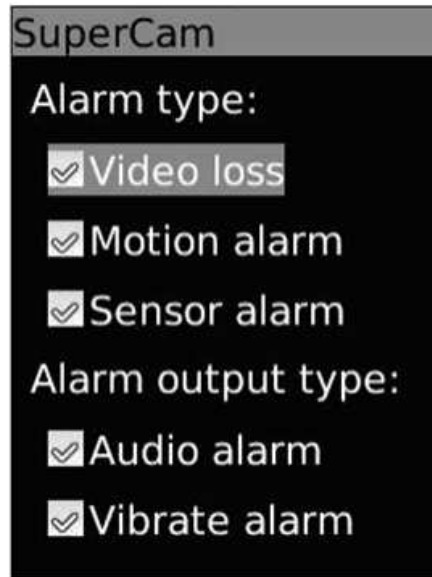 SuperCam
Alarm type:
Video loss
Motion alarm
Sensor alarm
Alarm output type:
Audio alarm
Vibrate alarm